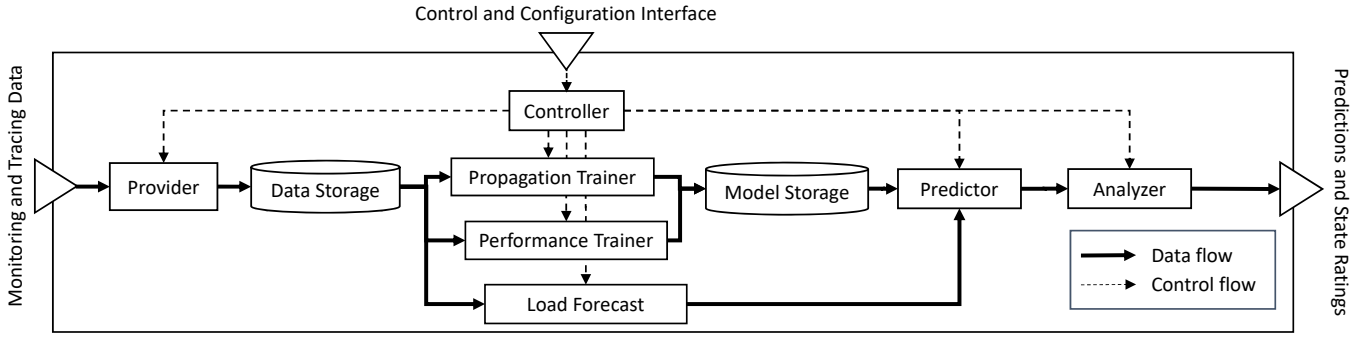 Control and Configuration Interface
Monitoring and Tracing Data
Controller
Provider
Data Storage
Propagation Trainer
Performance Trainer
Load Forecast
Model Storage
Predictor
Analyzer
Data flow
Control flow
Predictions and State Ratings